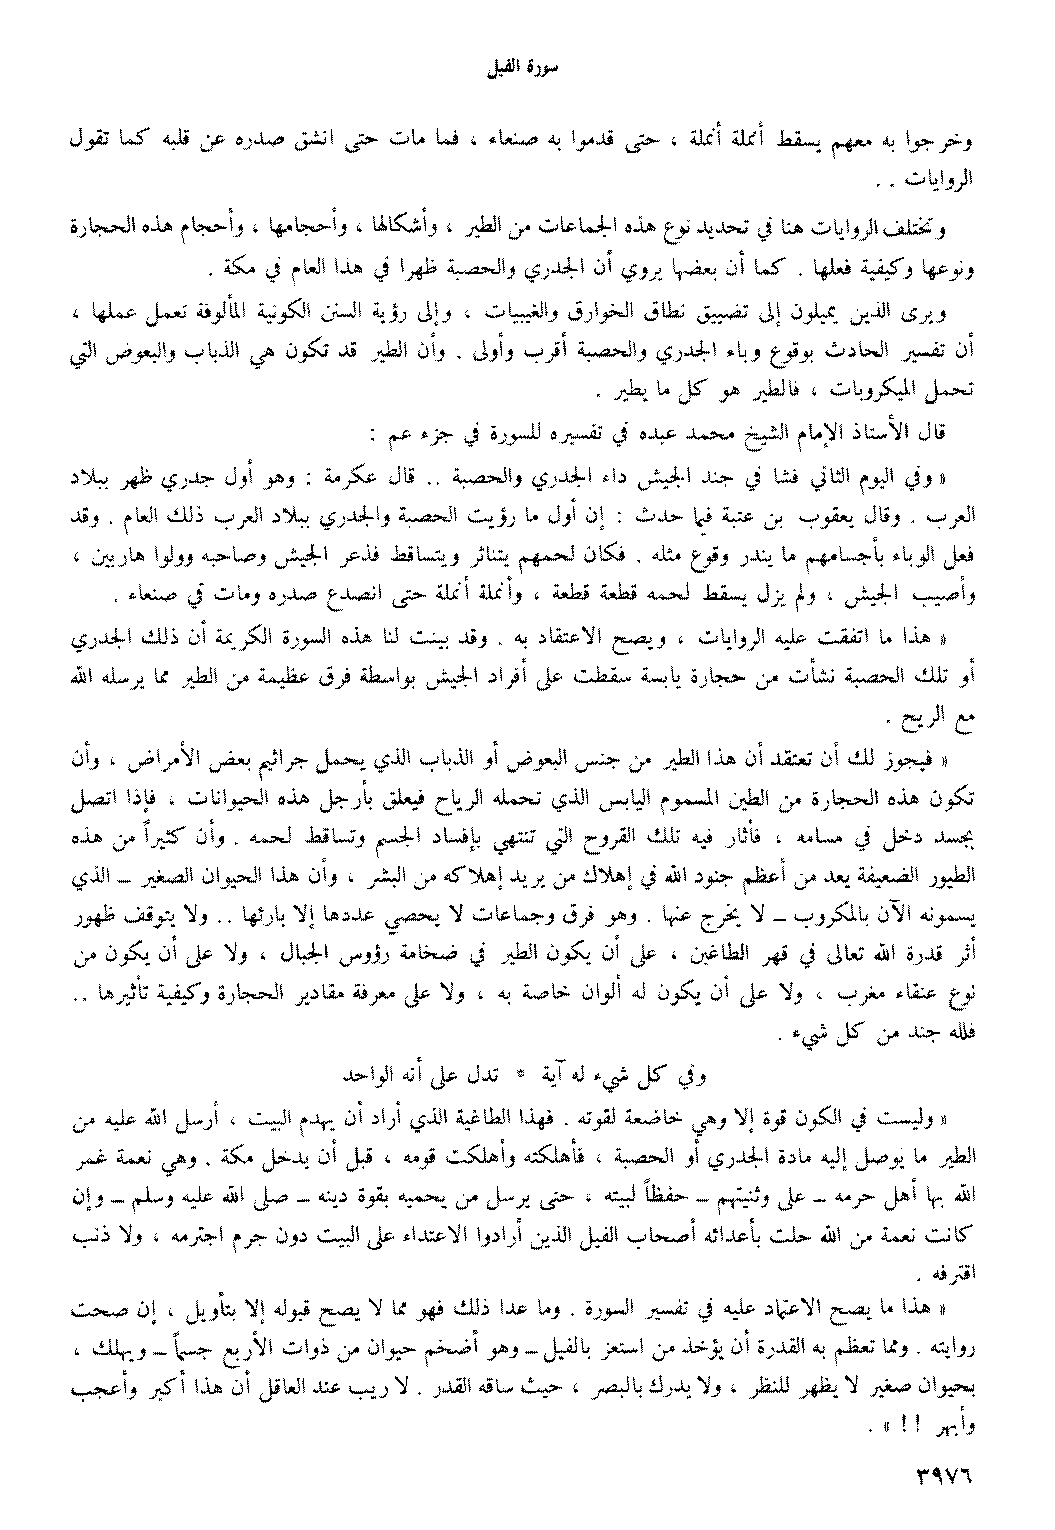 سورة الفيل
وخرجوا به معهم يسقط أنملة أنملة ، حتى قدموا به صنعاء ، فما مات حتى انشق صدره عن قلبه كما تقول
الروايات . .
وتختلف الروايات هنا في تحديد نوع هذه الجماعات من الطير ، وأشكالها ، وأحجامها ، وأحجام هذه الحجارة
ونوعها وكيفية فعلها . كما أن بعضها يروي أن الجدري والحصبة ظهرا في هذا العام في مكة .
ويرى الذين يميلون إلى تضييق نطاق الخوارق والغيبيات ، وإلى رؤية السنن الكونية المألوفة تعمل عملها ،
أن تفسير الحادث بوقوع وباء الجدري والحصبة أقرب وأولى . وأن الطير قد تكون هي الذباب والبعوض التي
تحمل الميكروبات ، فالطير هو كل ما يطير .
قال الأستاذ الإمام الشيخ محمد عبده في تفسيره للسورة في جزء عم :
« وفي اليوم الثاني فشا في جند الجيش داء الجدري والحصبة .. قال عكرمة : وهو أول جدري ظهر ببلاد
العرب . وقال يعقوب بن عتبة فيما حدث : إن أول ما رؤيت الحصبة والجدري ببلاد العرب ذلك العام . وقد
فعل الوباء بأجسامهم ما يندر وقوع مثله . فكان لحمهم يتناثر ويتساقط فذعر الجيش وصاحبه وولوا هاربين ،
وأصيب الجيش ، ولم يزل يسقط لحمه قطعة قطعة ، وأنملة أنملة حتى انصدع صدره ومات في صنعاء .
« هذا ما اتفقت عليه الروايات ، ويصح الاعتقاد به . وقد بينت لنا هذه السورة الكريمة أن ذلك الجدري
أو تلك الحصبة نشأت من حجارة يابسة سقطت على أفراد الجيش بواسطة فرق عظيمة من الطير مما يرسله الله
مع الريح .
« فيجوز لك أن تعتقد أن هذا الطير من جنس البعوض أو الذباب الذي يحمل جراثيم بعض الأمراض ، وأن
تكون هذه الحجارة من الطين المسموم اليابس الذي تحمله الرياح فيعلق بأرجل هذه الحيوانات ، فإذا اتصل
بجسد دخل في مسامه ، فأثار فيه تلك القروح التي تنتهي بإفساد الجسم وتساقط لحمه . وأن كثيراً من هذه
الطيور الضعيفة يعد من أعظم جنود الله في إهلاك من يريد إهلاكه من البشر ، وأن هذا الحيوان الصغير – الذي
يسمونه الآن بالمكروب – لا يخرج عنها . وهو فرق وجماعات لا يحصي عددها إلا بارئها .. ولا يتوقف ظهور
أثر قدرة الله تعالى في قهر الطاغين ، على أن يكون الطير في ضخامة رؤوس الجبال ، ولا على أن يكون من
نوع عنقاء مغرب ، ولا على أن يكون له ألوان خاصة به ، ولا على معرفة مقادير الحجارة وكيفية تأثيرها ..
فلله جند من كل شيء .
وفي كل شيء له آية * تدل على أنه الواحد
« وليست في الكون قوة إلا وهي خاضعة لقوته . فهذا الطاغية الذي أراد أن يهدم البيت ، أرسل الله عليه من
الطير ما يوصل إليه مادة الجدري أو الحصبة ، فأهلكته وأهلكت قومه ، قبل أن يدخل مكة . وهي نعمة غمر
الله بها أهل حرمه – على وثنيتهم – حفظاً لبيته ، حتى يرسل من يحميه بقوة دينه – صلى الله عليه وسلم – وإن
كانت نعمة من الله حلت بأعدائه أصحاب الفيل الذين أرادوا الاعتداء على البيت دون جرم اجترمه ، ولا ذنب
اقترفه .
« هذا ما يصح الاعتماد عليه في تفسير السورة . وما عدا ذلك فهو مما لا يصح قبوله إلا بتأويل ، إن صحت
روايته . ومما تعظم به القدرة أن يؤخذ من استعز بالفيل – وهو أضخم حيوان من ذوات الأربع جسماً – ويهلك ،
بحيوان صغير لا يظهر للنظر ، ولا يدرك بالبصر ، حيث ساقه القدر . لا ريب عند العاقل أن هذا أكبر وأعجب
وأبهر ! ! » .
٣٩٧٦